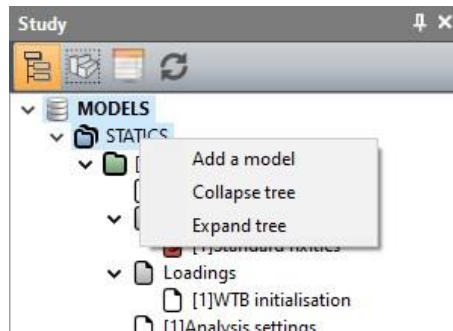 Study
MODELS
STATICS
[
Add a model
Collapse tree
Expand tree
[1]Standard fixities
Loadings
[1]WTB initialisation
[1]Analysis settings